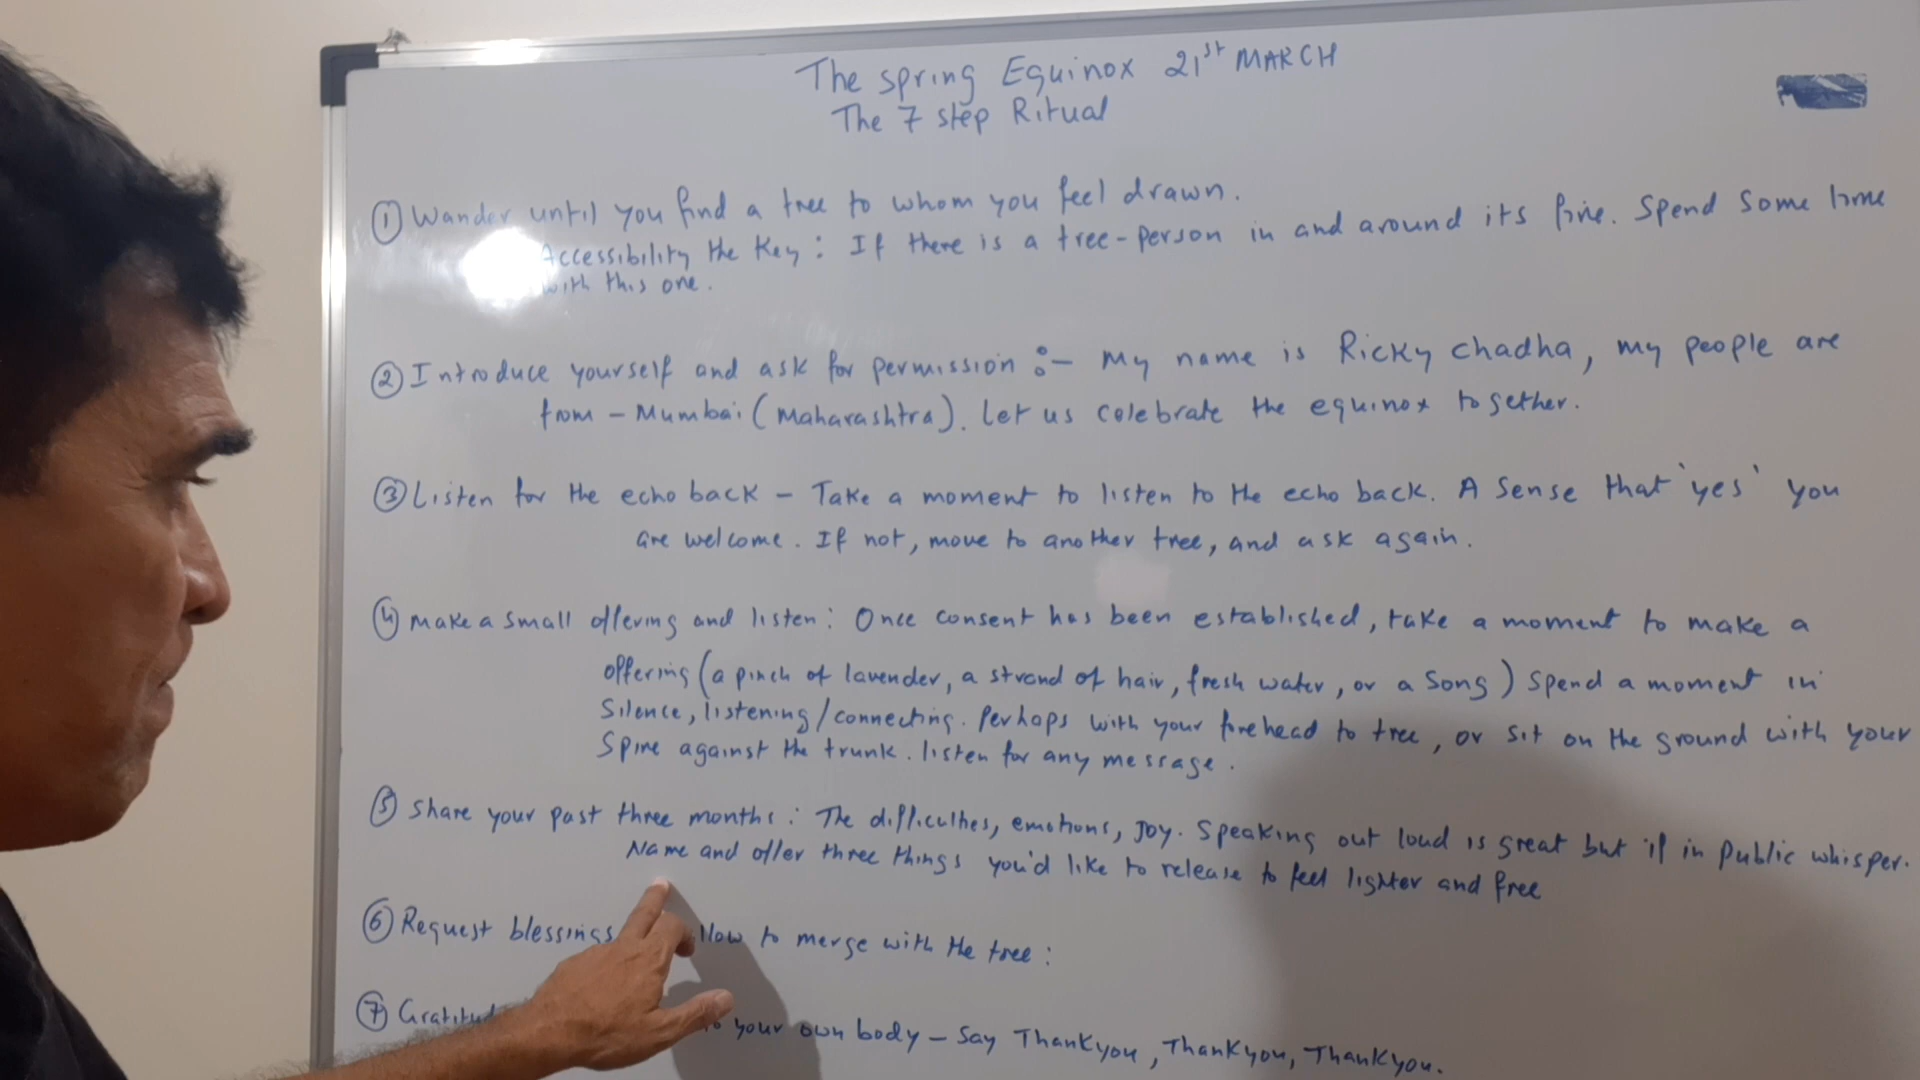 The spring Equinox 21st MARCH
The 7 step Ritual
① Wander until you find a tree to whom you feel drawn.
Accessibility the Key: If there is a tree-person in and around its fine. Spend some time
with this one.
② Introduce yourself and ask for permission :- My name is Ricky Chadha, my people are
from - Mumbai (Maharashtra). Let us celebrate the equinox together.
③ Listen for the echo back - Take a moment to listen to the echo back. A sense that 'yes' you
are welcome. If not, move to another tree, and ask again.
④ Make a small offering and listen: Once consent has been established, take a moment to make a
offering (a pinch of lavender, a strand of hair, fresh water, or a song) Spend a moment in
silence, listening/connecting. Perhaps with your forehead to tree, or sit on the ground with your
spine against the trunk. listen for any message.
⑤ Share your past three months: The difficulties, emotions, joy. Speaking out loud is great but if in public whisper.
Name and offer three things you'd like to release to feel lighter and free
⑥ Request blessings to merge with the tree:
⑦ your own body - Say Thankyou, Thankyou, Thankyou.